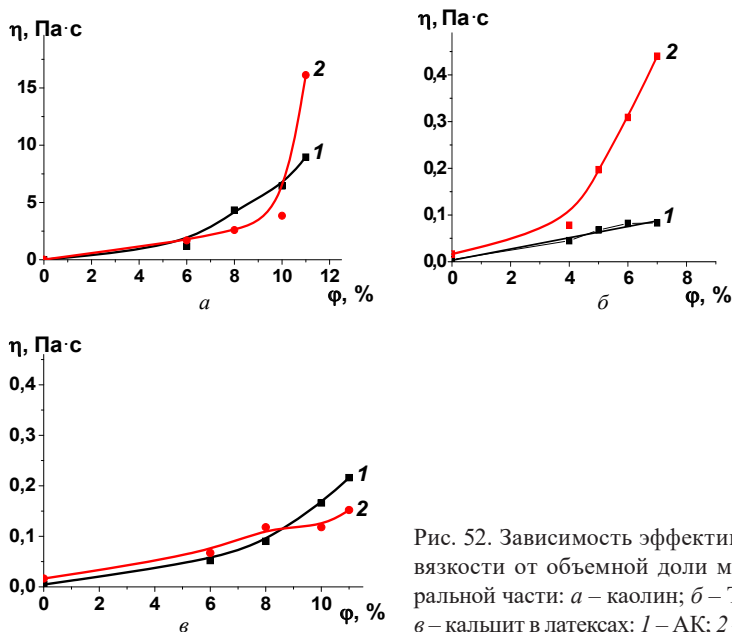 η, Па·с
15
10
5
0
0 2 4 6 8 10 12
φ, %
1
2
а
η, Па·с
0,4
0,3
0,2
0,1
0,0
0 2 4 6 8
φ, %
1
2
б
η, Па·с
0,4
0,3
0,2
0,1
0,0
0 2 4 6 8 10
φ, %
1
2
в
Рис. 52. Зависимость эффектив
вязкости от объемной доли м
ральной части: а – каолин; б –
в – кальцит в латексах: 1 – АК; 2